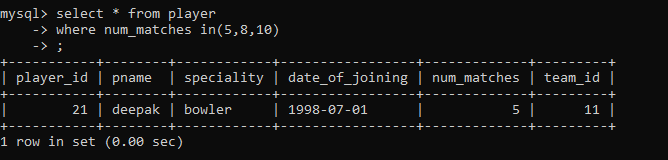 mysql> select * from player
    -> where num_matches in(5,8,10)
    -> ;
+-----------+--------+------------+-----------------+-------------+---------+
| player_id | pname  | speciality | date_of_joining | num_matches | team_id |
+-----------+--------+------------+-----------------+-------------+---------+
|        21 | deepak | bowler     | 1998-07-01      |           5 |      11 |
+-----------+--------+------------+-----------------+-------------+---------+
1 row in set (0.00 sec)